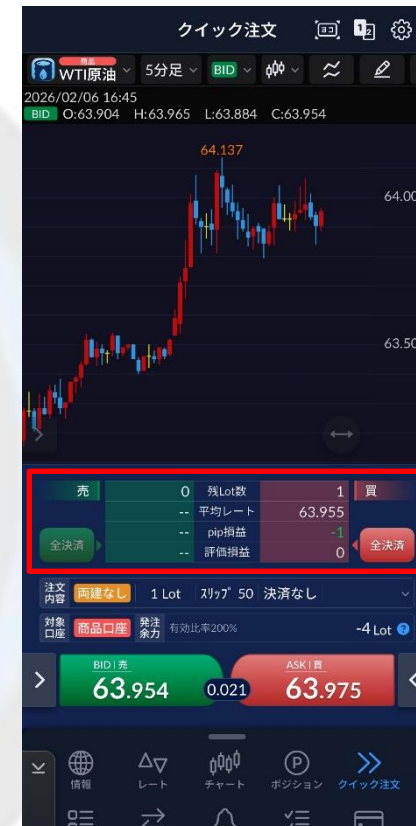 クイック注文
商品
WTI原油 5分足 BID
2026/02/06 16:45
BID O:63.904 H:63.965 L:63.884 C:63.954
64.137
64.00
63.50
売 0 残Lot数 1 買
-- 平均レート 63.955
-- pip損益 -1
全決済 -- 評価損益 0 全決済
注文内容 両建なし 1 Lot ｽﾘｯﾌﾟ 50 決済なし
対象口座 商品口座 発注余力 有効比率200% -4 Lot
BID | 売 ASK | 買
63.954 0.021 63.975
情報 レート チャート ポジション クイック注文